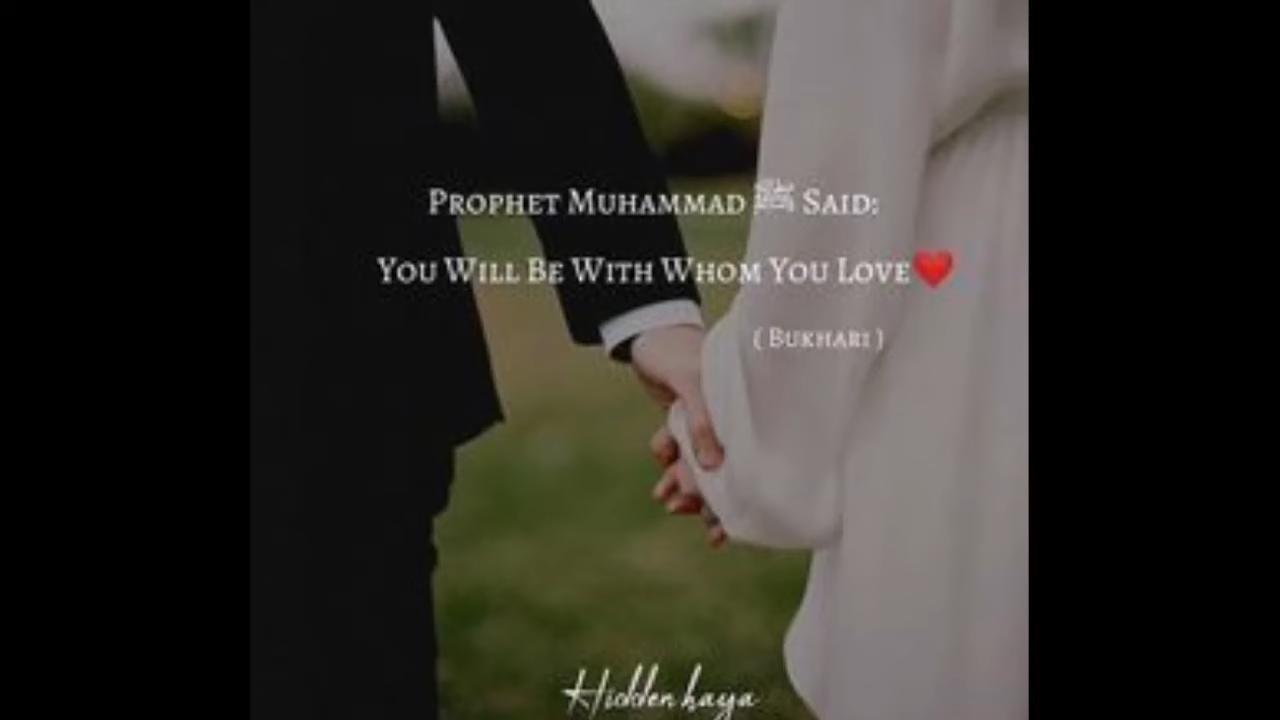 Prophet Muhammad ﷺ Said:
You Will Be With Whom You Love❤️
( Bukhari )
Hidden haya